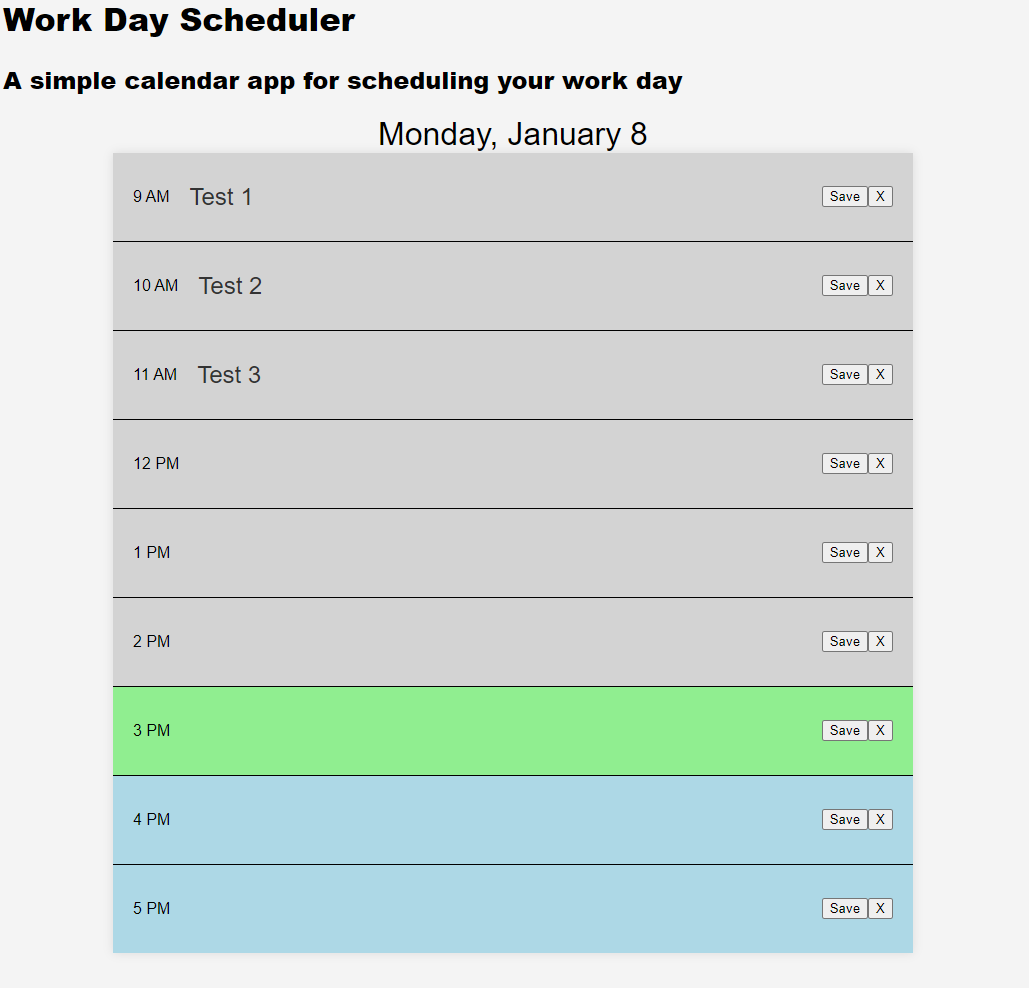 Work Day Scheduler
A simple calendar app for scheduling your work day
Monday, January 8
9 AM Test 1 Save X
10 AM Test 2 Save X
11 AM Test 3 Save X
12 PM Save X
1 PM Save X
2 PM Save X
3 PM Save X
4 PM Save X
5 PM Save X